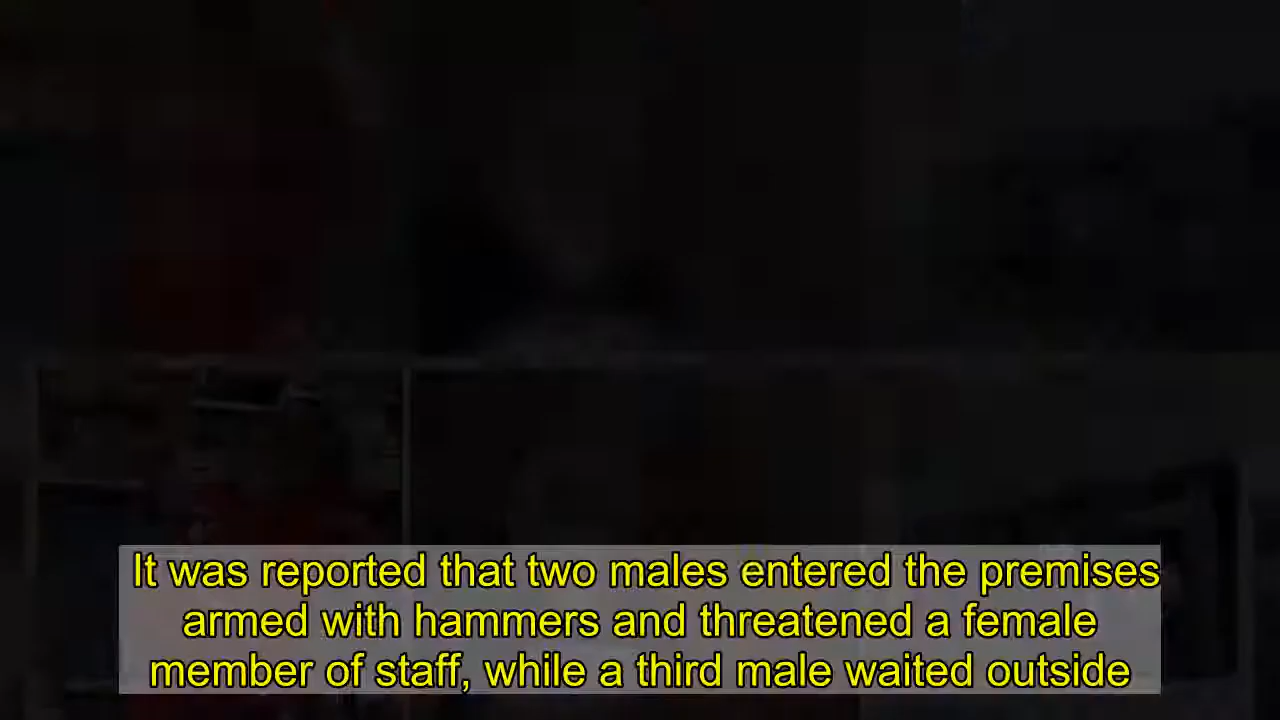 It was reported that two males entered the premises
armed with hammers and threatened a female
member of staff, while a third male waited outside